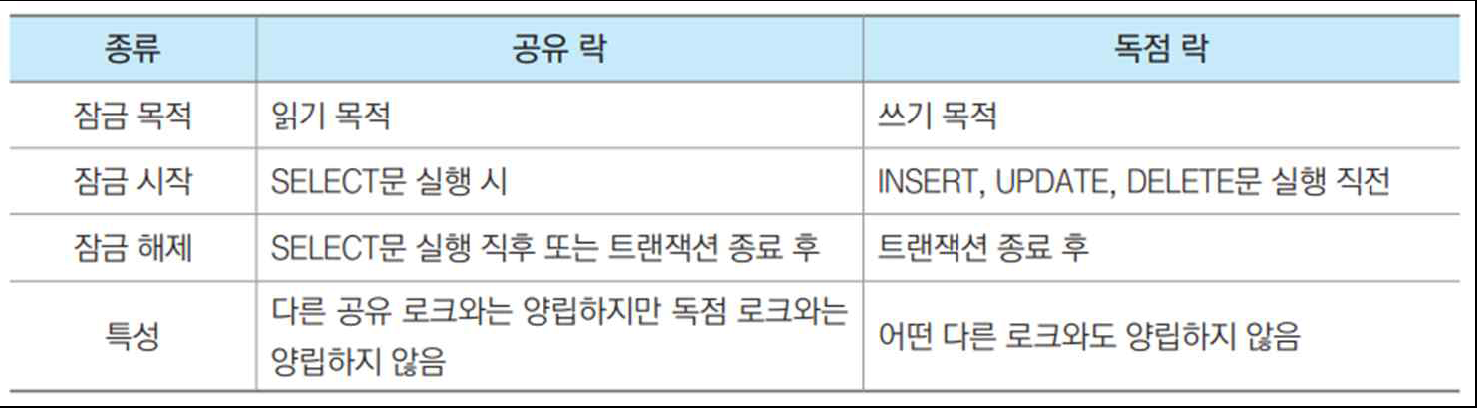 종류 공유 락 독점 락
잠금 목적 읽기 목적 쓰기 목적
잠금 시작 SELECT문 실행 시 INSERT, UPDATE, DELETE문 실행 직전
잠금 해제 SELECT문 실행 직후 또는 트랜잭션 종료 후 트랜잭션 종료 후
특성 다른 공유 로크와는 양립하지만 독점 로크와는
양립하지 않음 어떤 다른 로크와도 양립하지 않음